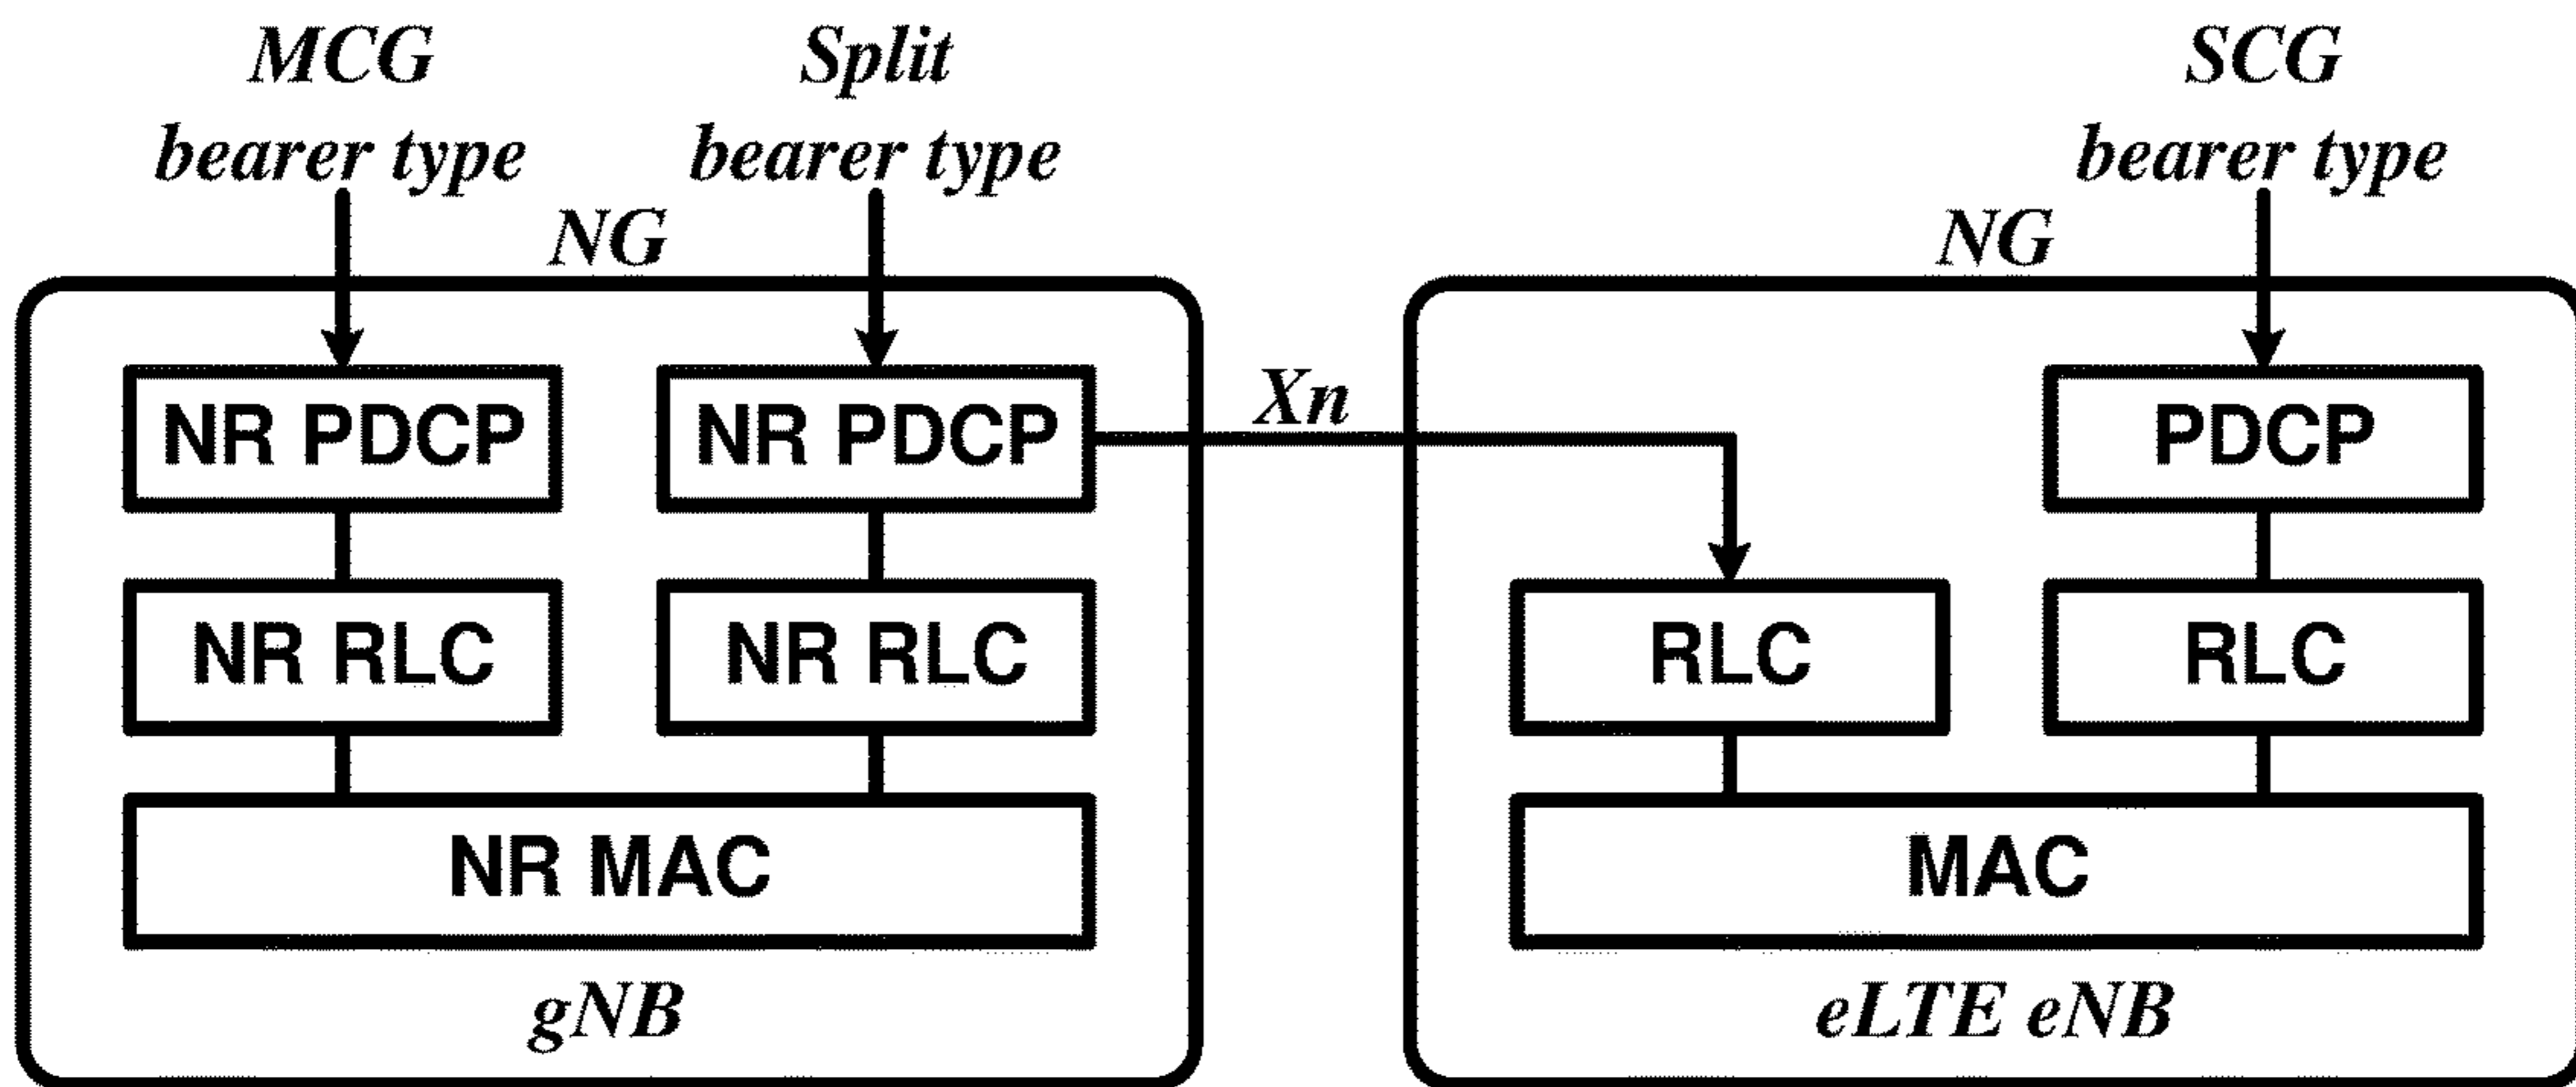 MCG
bearer type
Split
bearer type
SCG
bearer type
NG
NG
NR PDCP
NR PDCP
Xn
PDCP
NR RLC
NR RLC
RLC
RLC
NR MAC
MAC
gNB
eLTE eNB